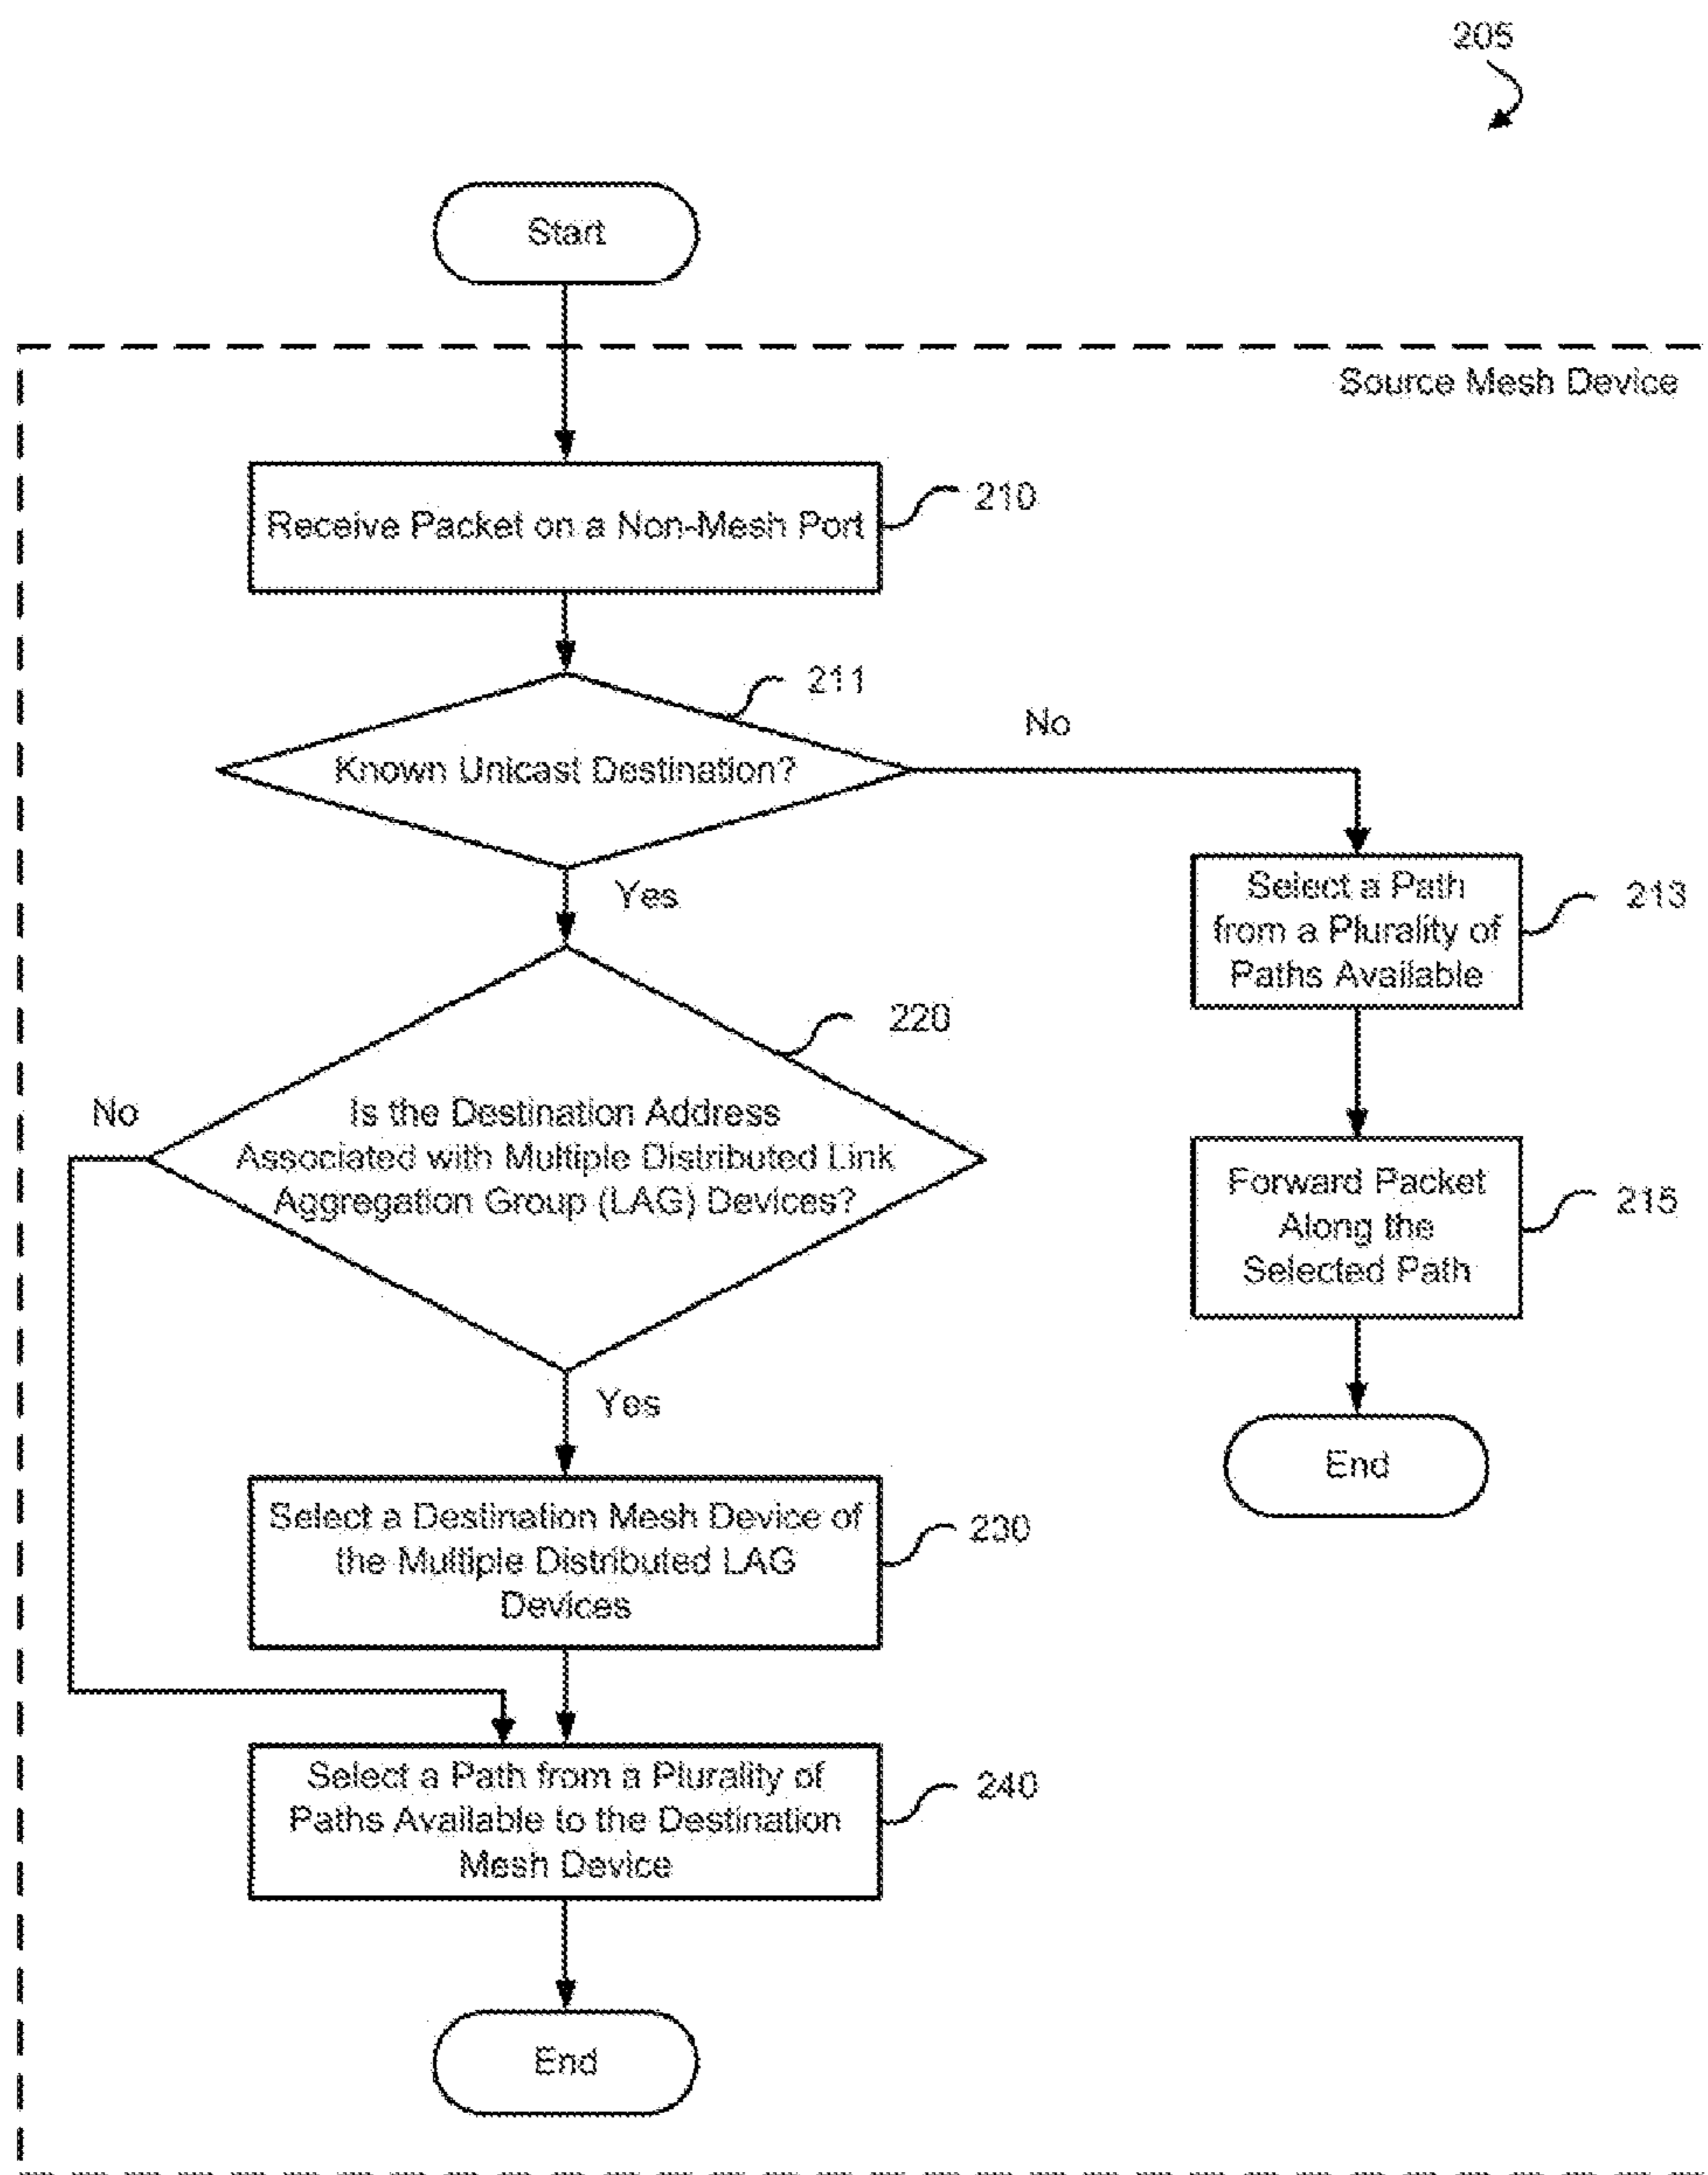 205
Start
Source Mesh Device
Receive Packet on a Non-Mesh Port
210
211
Known Unicast Destination?
No
Yes
Select a Path
from a Plurality of
Paths Available
213
220
No
Is the Destination Address
Associated with Multiple Distributed Link
Aggregation Group (LAG) Devices?
Forward Packet
Along the
Selected Path
215
Yes
End
Select a Destination Mesh Device of
the Multiple Distributed LAG
Devices
230
Select a Path from a Plurality of
Paths Available to the Destination
Mesh Device
240
End